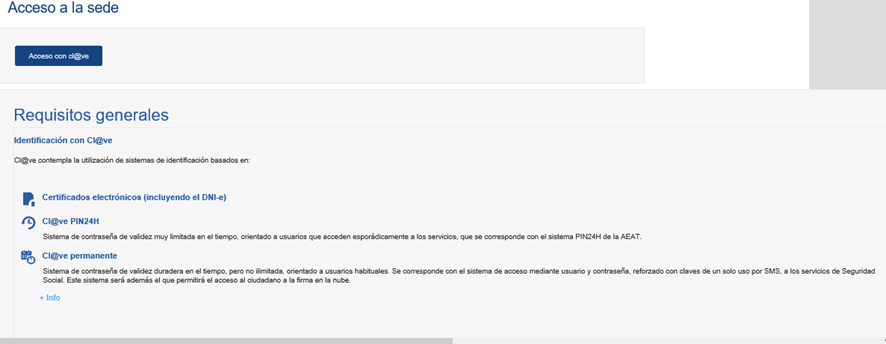 Acceso a la sede
Acceso con cl@ve
Requisitos generales
Identificación con Cl@ve
Cl@ve contempla la utilización de sistemas de identificación basados en:
Certificados electrónicos (incluyendo el DNI-e)
Cl@ve PIN24H
Sistema de contraseña de validez muy limitada en el tiempo, orientado a usuarios que acceden esporádicamente a los servicios, que se corresponde con el sistema PIN24H de la AEAT.
Cl@ve permanente
Sistema de contraseña de validez duradera en el tiempo, pero no ilimitada, orientado a usuarios habituales. Se corresponde con el sistema de acceso mediante usuario y contraseña, reforzado con claves de un solo uso por SMS, a los servicios de Seguridad
Social. Este sistema será además el que permitirá el acceso al ciudadano a la firma en la nube.
+ Info